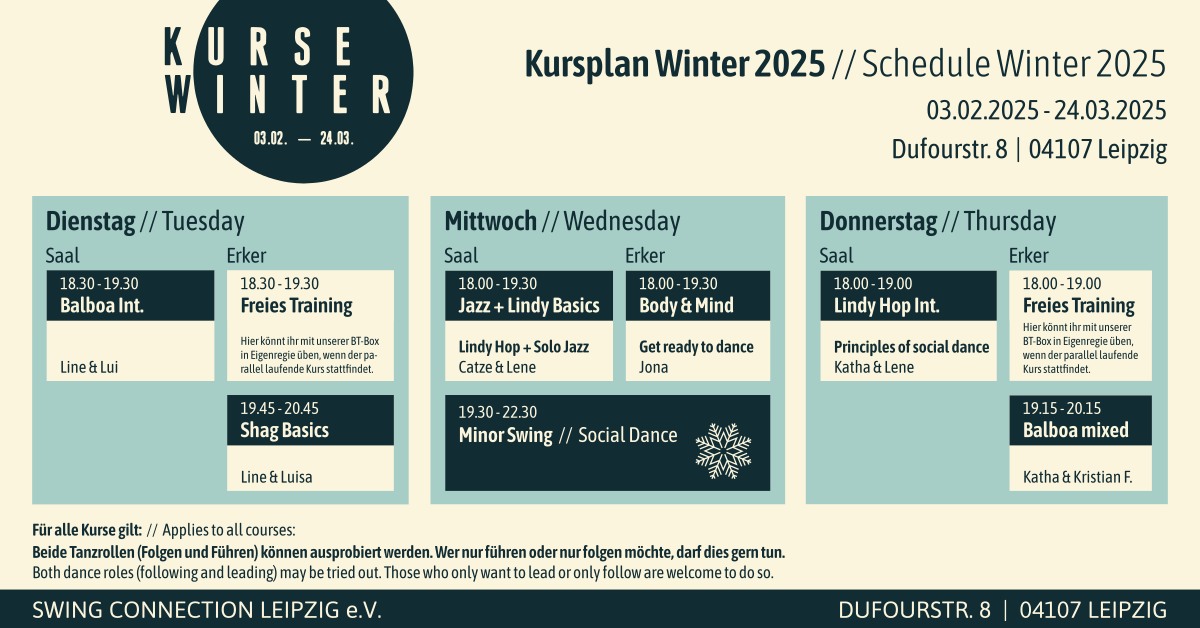 KURSE
WINTER
03.02. — 24.03.
Kursplan Winter 2025 // Schedule Winter 2025
03.02.2025 - 24.03.2025
Dufourstr. 8 | 04107 Leipzig
Dienstag // Tuesday
Saal
18.30 - 19.30
Balboa Int.
Line & Lui
Erker
18.30 - 19.30
Freies Training
Hier könnt ihr mit unserer BT-Box
in Eigenregie üben, wenn der pa-
rallel laufende Kurs stattfindet.
19.45 - 20.45
Shag Basics
Line & Luisa
Mittwoch // Wednesday
Saal
18.00 - 19.30
Jazz + Lindy Basics
Lindy Hop + Solo Jazz
Catze & Lene
Erker
18.00 - 19.30
Body & Mind
Get ready to dance
Jona
19.30 - 22.30
Minor Swing // Social Dance
Donnerstag // Thursday
Saal
18.00 - 19.00
Lindy Hop Int.
Principles of social dance
Katha & Lene
Erker
18.00 - 19.00
Freies Training
Hier könnt ihr mit unserer
BT-Box in Eigenregie üben,
wenn der parallel laufende
Kurs stattfindet.
19.15 - 20.15
Balboa mixed
Katha & Kristian F.
Für alle Kurse gilt: // Applies to all courses:
Beide Tanzrollen (Folgen und Führen) können ausprobiert werden. Wer nur führen oder nur folgen möchte, darf dies gern tun.
Both dance roles (following and leading) may be tried out. Those who only want to lead or only follow are welcome to do so.
SWING CONNECTION LEIPZIG e.V.
DUFOURSTR. 8 | 04107 LEIPZIG